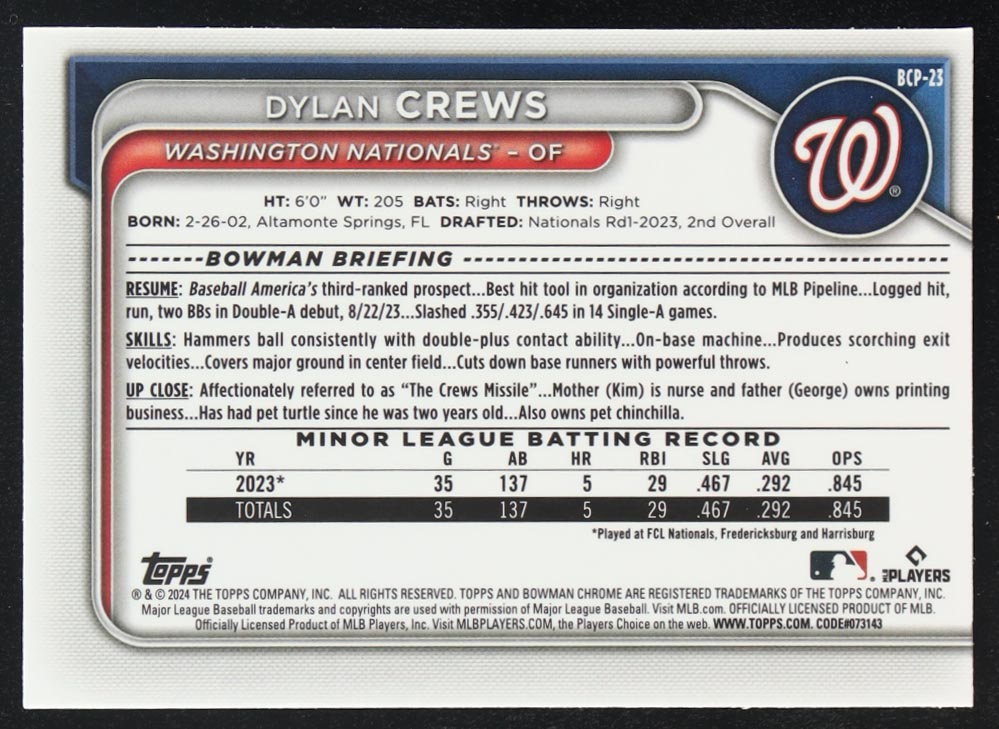 BCP-23
DYLAN CREWS
WASHINGTON NATIONALS® - OF
W®
HT: 6'0" WT: 205 BATS: Right THROWS: Right
BORN: 2-26-02, Altamonte Springs, FL DRAFTED: Nationals Rd1-2023, 2nd Overall
-------BOWMAN BRIEFING ----------------------------------------
RESUME: Baseball America's third-ranked prospect...Best hit tool in organization according to MLB Pipeline...Logged hit,
run, two BBs in Double-A debut, 8/22/23...Slashed .355/.423/.645 in 14 Single-A games.
SKILLS: Hammers ball consistently with double-plus contact ability...On-base machine...Produces scorching exit
velocities...Covers major ground in center field...Cuts down base runners with powerful throws.
UP CLOSE: Affectionately referred to as “The Crews Missile”...Mother (Kim) is nurse and father (George) owns printing
business...Has had pet turtle since he was two years old...Also owns pet chinchilla.
MINOR LEAGUE BATTING RECORD
YR G AB HR RBI SLG AVG OPS
2023* 35 137 5 29 .467 .292 .845
TOTALS 35 137 5 29 .467 .292 .845
*Played at FCL Nationals, Fredericksburg and Harrisburg
Topps® MLB PLAYERS
® & © 2024 THE TOPPS COMPANY, INC. ALL RIGHTS RESERVED. TOPPS AND BOWMAN CHROME ARE REGISTERED TRADEMARKS OF THE TOPPS COMPANY, INC.
Major League Baseball trademarks and copyrights are used with permission of Major League Baseball. Visit MLB.com. OFFICIALLY LICENSED PRODUCT OF MLB.
Officially Licensed Product of MLB Players, Inc. Visit MLBPLAYERS.COM, the Players Choice on the web. WWW.TOPPS.COM. CODE#073143